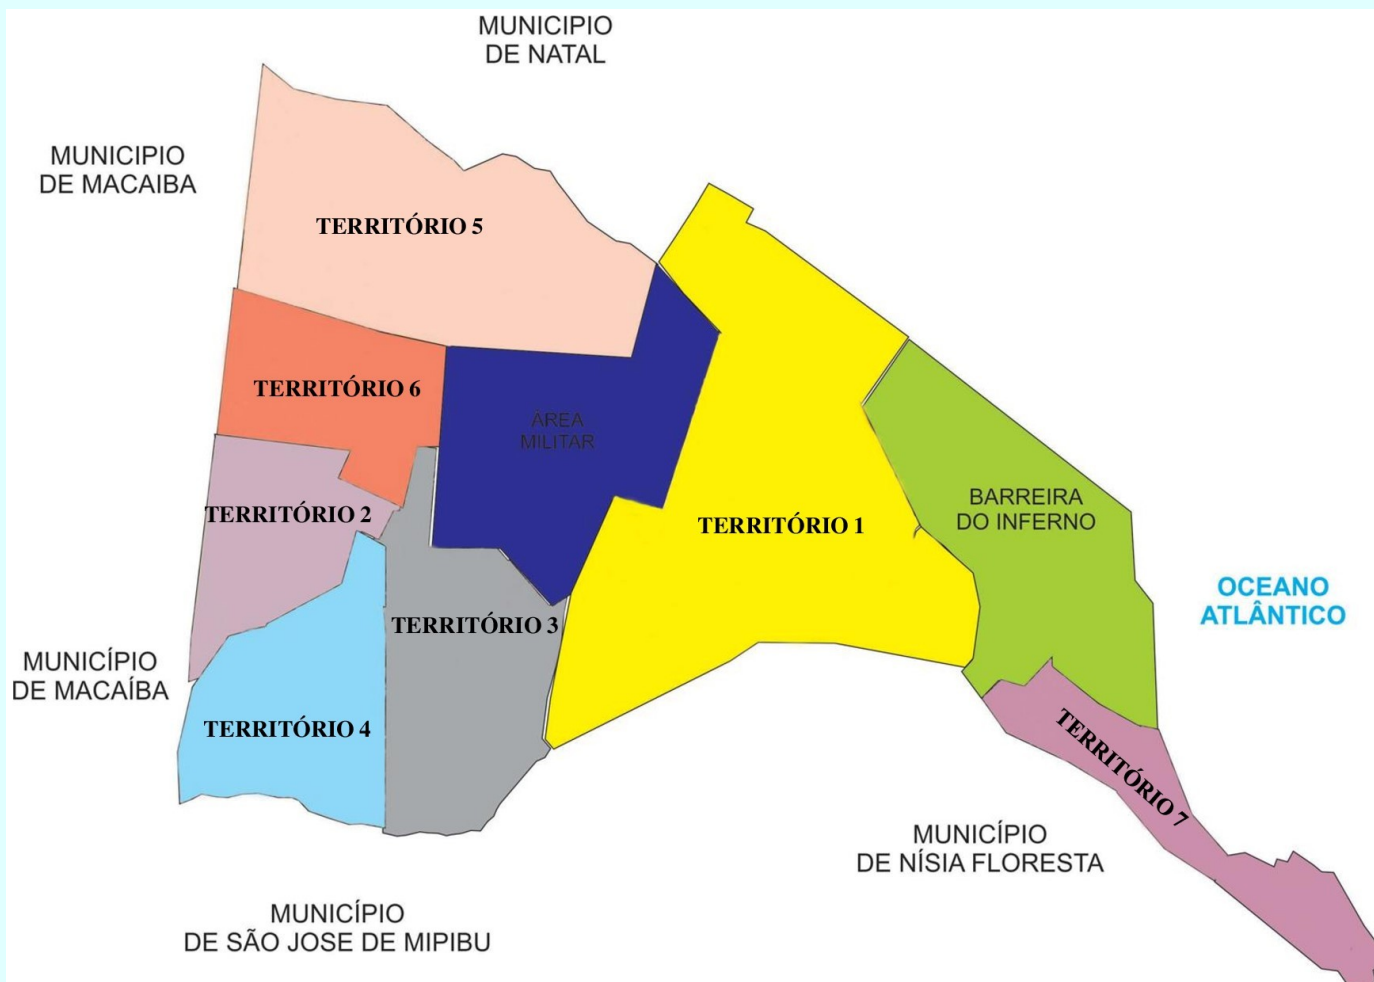 MUNICIPIO
DE NATAL
MUNICIPIO
DE MACAIBA
TERRITÓRIO 5
TERRITÓRIO 6
ÁREA
MILITAR
TERRITÓRIO 2
TERRITÓRIO 1
BARREIRA
DO INFERNO
OCEANO
ATLÂNTICO
TERRITÓRIO 3
MUNICÍPIO
DE MACAÍBA
TERRITÓRIO 4
TERRITÓRIO 7
MUNICÍPIO
DE NÍSIA FLORESTA
MUNICÍPIO
DE SÃO JOSE DE MIPIBU